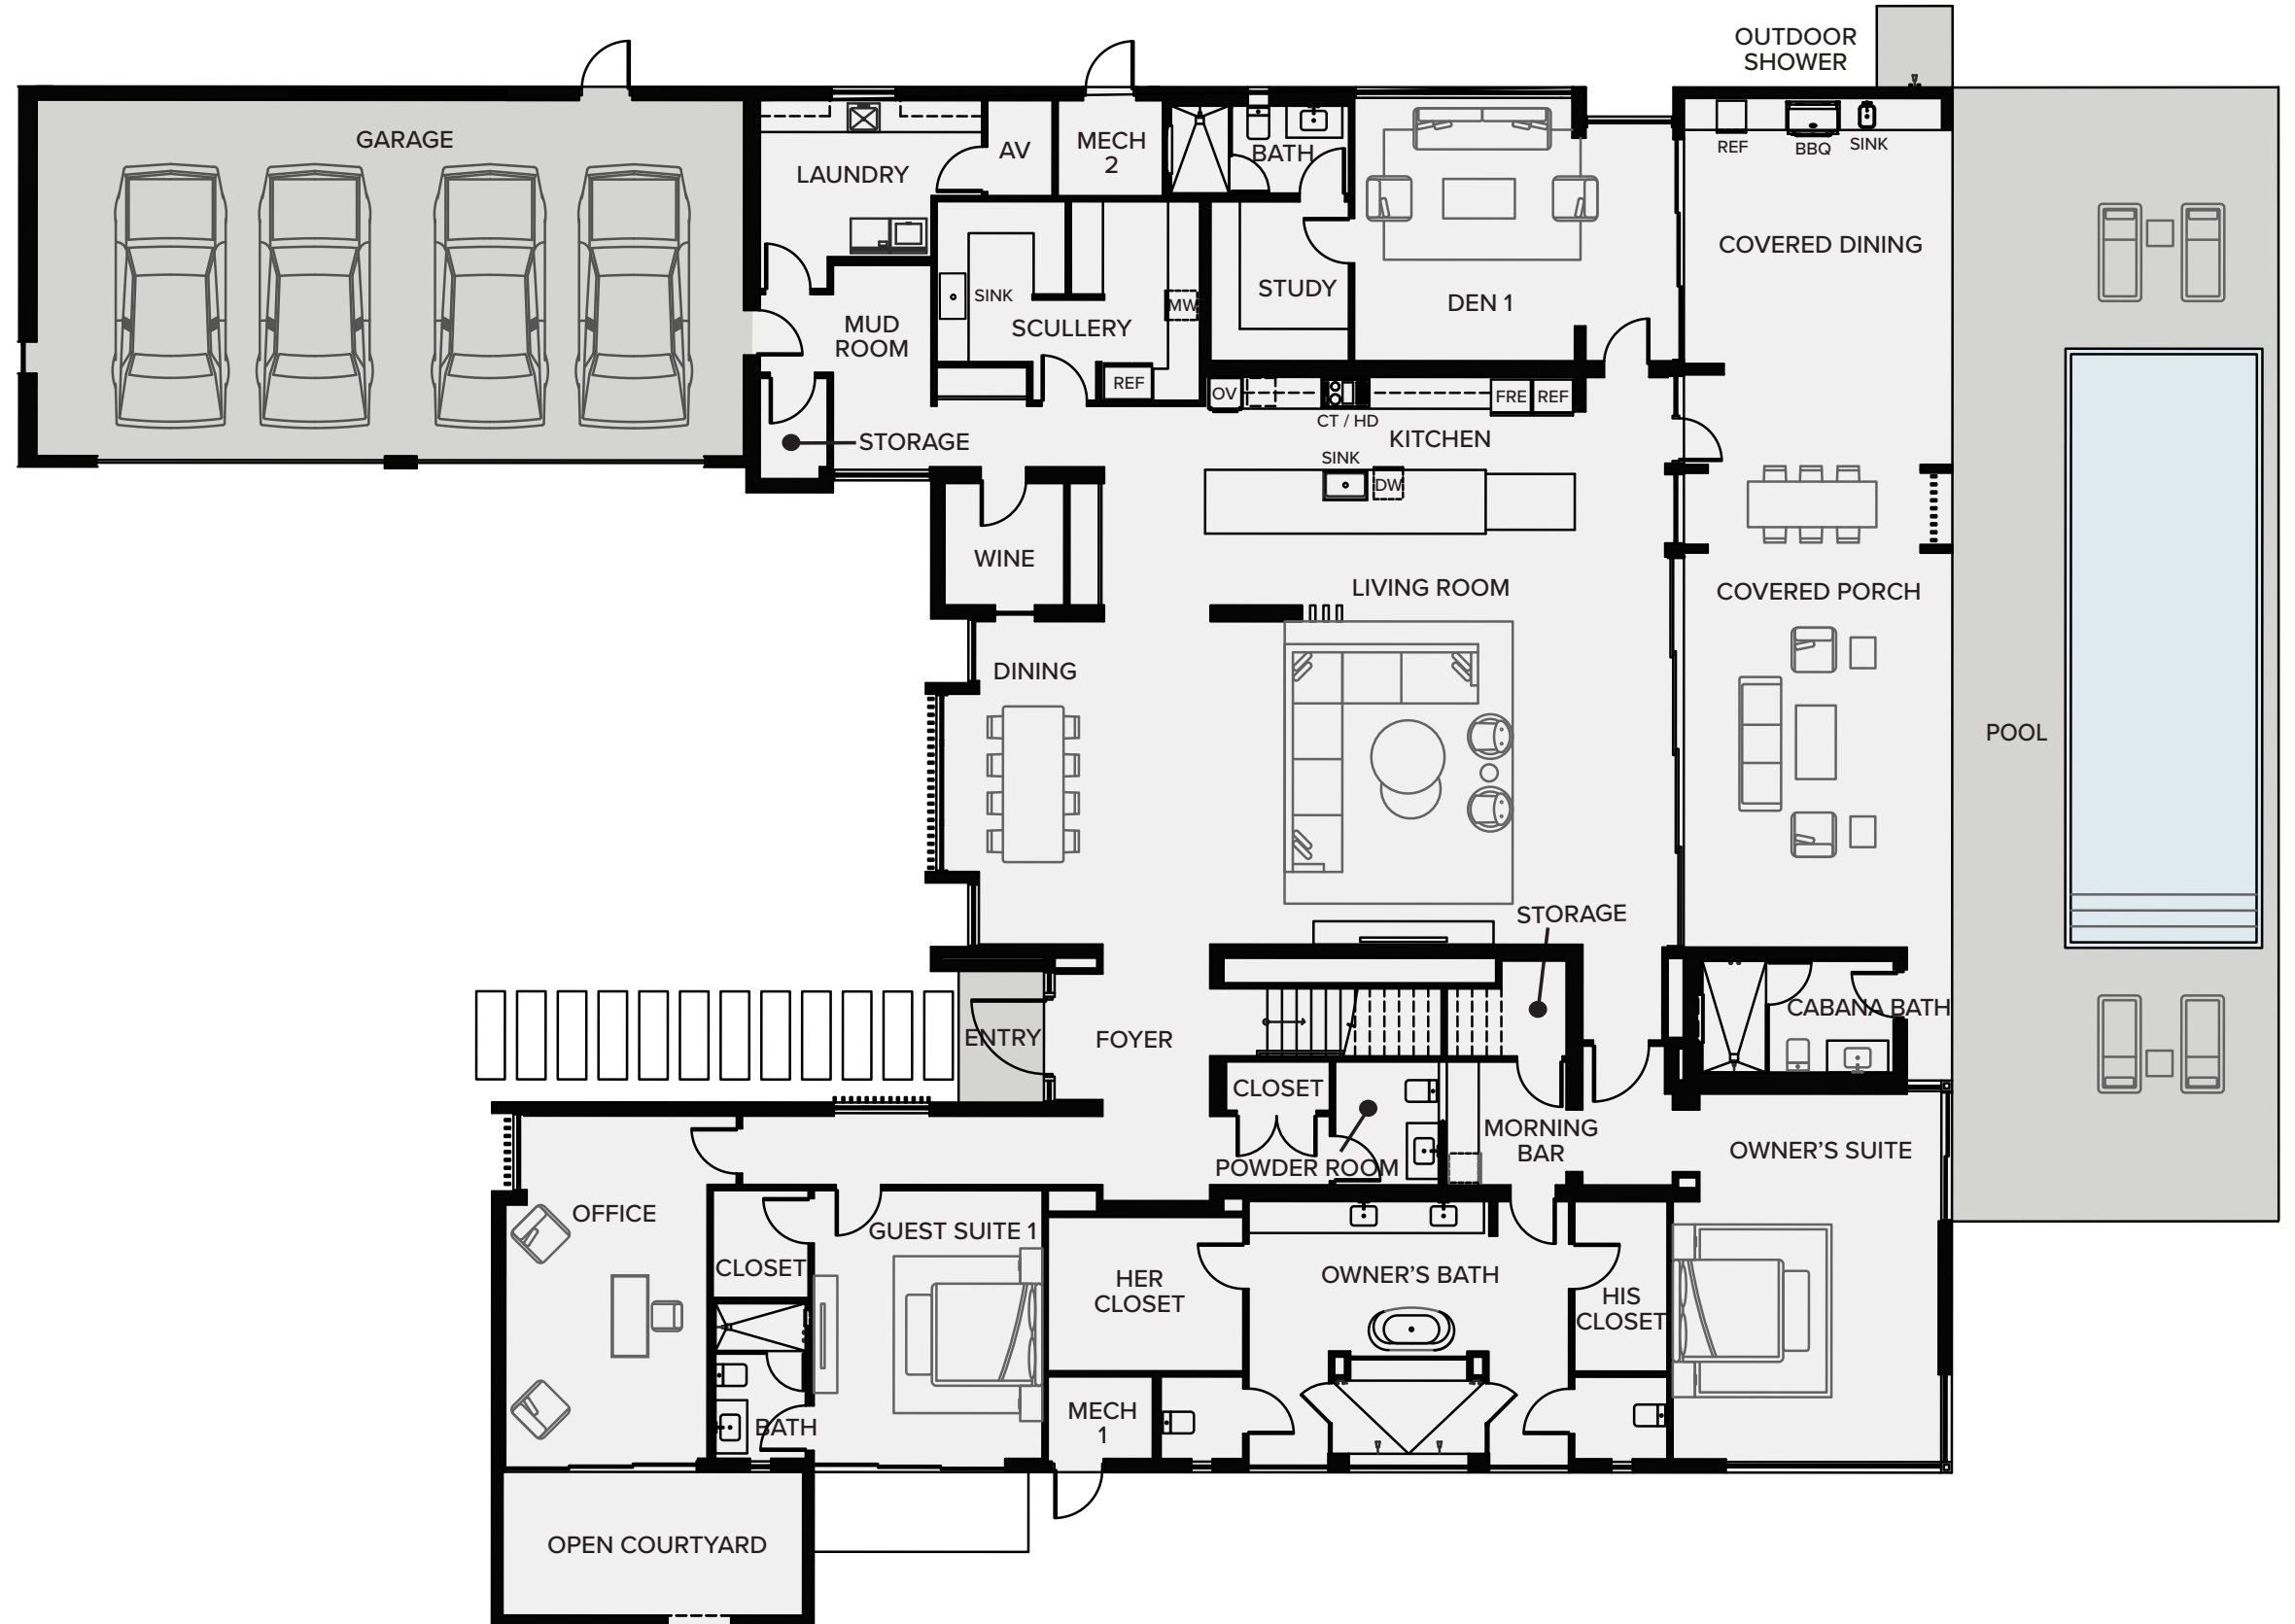 OUTDOOR
SHOWER
GARAGE
AV
MECH
2
BATH
REF
BBQ
SINK
LAUNDRY
COVERED DINING
SINK
SCULLERY
MW
STUDY
DEN 1
MUD
ROOM
REF
OV
CT / HD
FRE
REF
STORAGE
KITCHEN
SINK
DW
WINE
LIVING ROOM
COVERED PORCH
DINING
POOL
STORAGE
CABANA BATH
ENTRY
FOYER
CLOSET
POWDER ROOM
MORNING
BAR
OWNER'S SUITE
OFFICE
GUEST SUITE 1
CLOSET
HER
CLOSET
OWNER'S BATH
HIS
CLOSET
BATH
MECH
1
OPEN COURTYARD